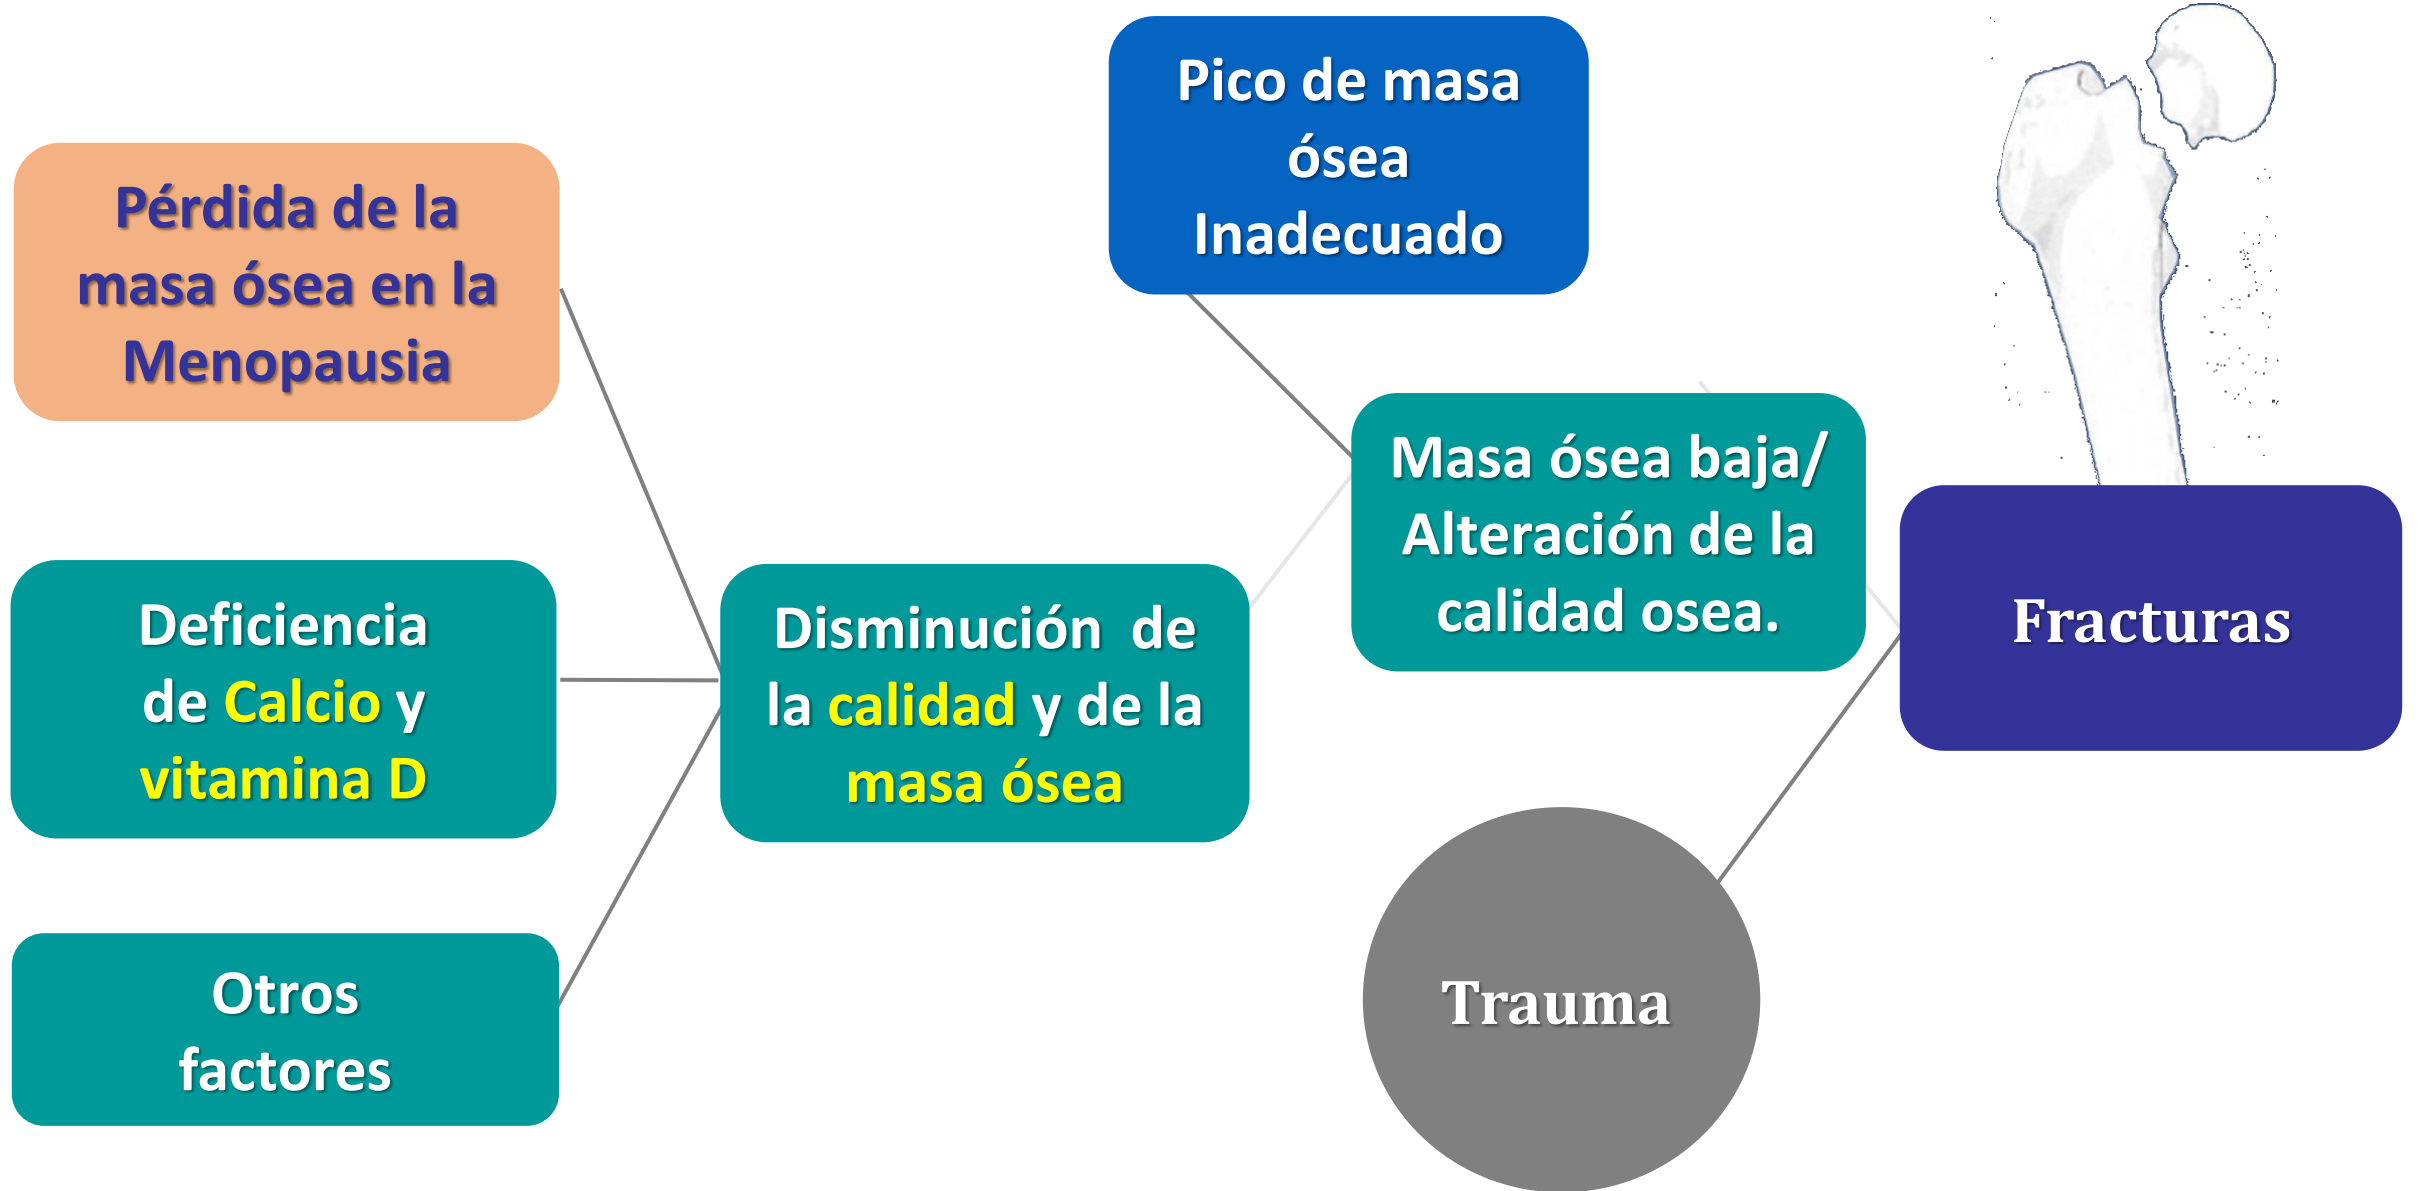 Pico de masa
ósea
Inadecuado
Pérdida de la
masa ósea en la
Menopausia
Masa ósea baja/
Alteración de la
calidad osea.
Deficiencia
de Calcio y
vitamina D
Disminución de
la calidad y de la
masa ósea
Fracturas
Otros
factores
Trauma